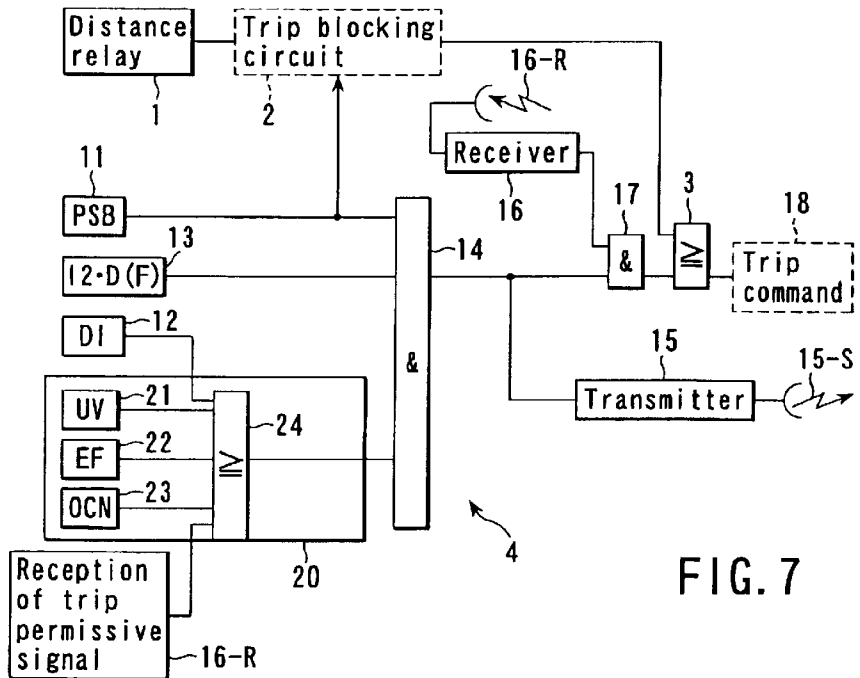 Distance
relay
1
Trip blocking
circuit
2
16-R
Receiver
16
11
PSB
13
I2·D(F)
12
DI
14
&
17
&
3
≧
18
Trip
command
15
Transmitter
15-S
21
UV
22
EF
23
OCN
24
≧
20
4
Reception
of trip
permissive
signal
16-R
FIG. 7